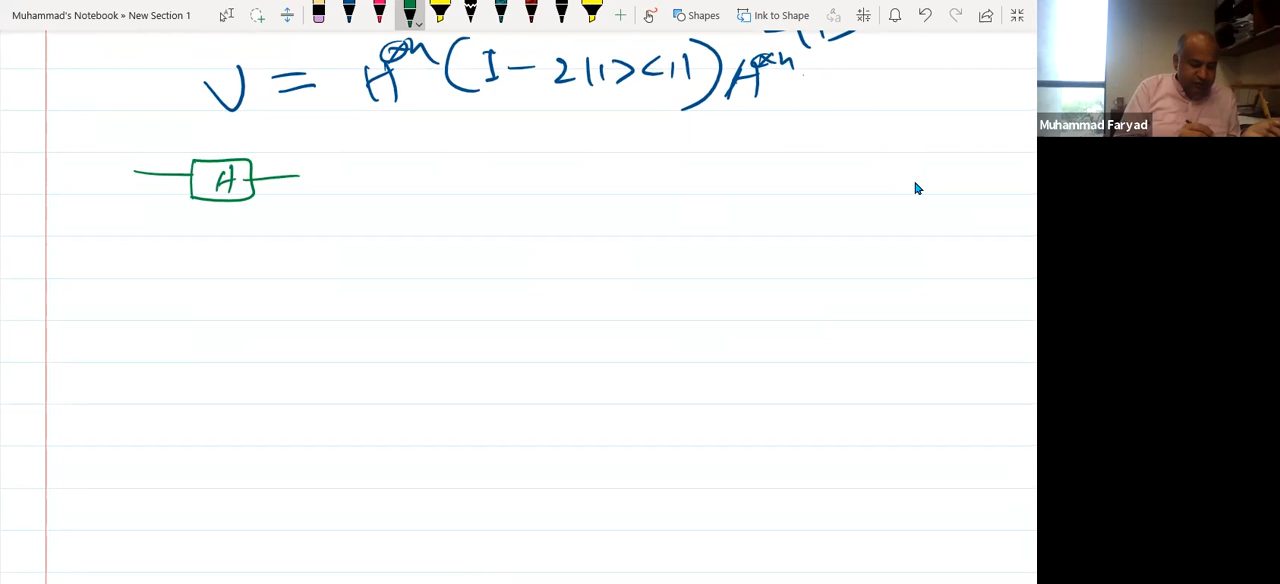 Muhammad's Notebook » New Section 1
Shapes
Ink to Shape
V = H^⊗n (I - 2|1><1|) H^⊗n
H
Muhammad Faryad